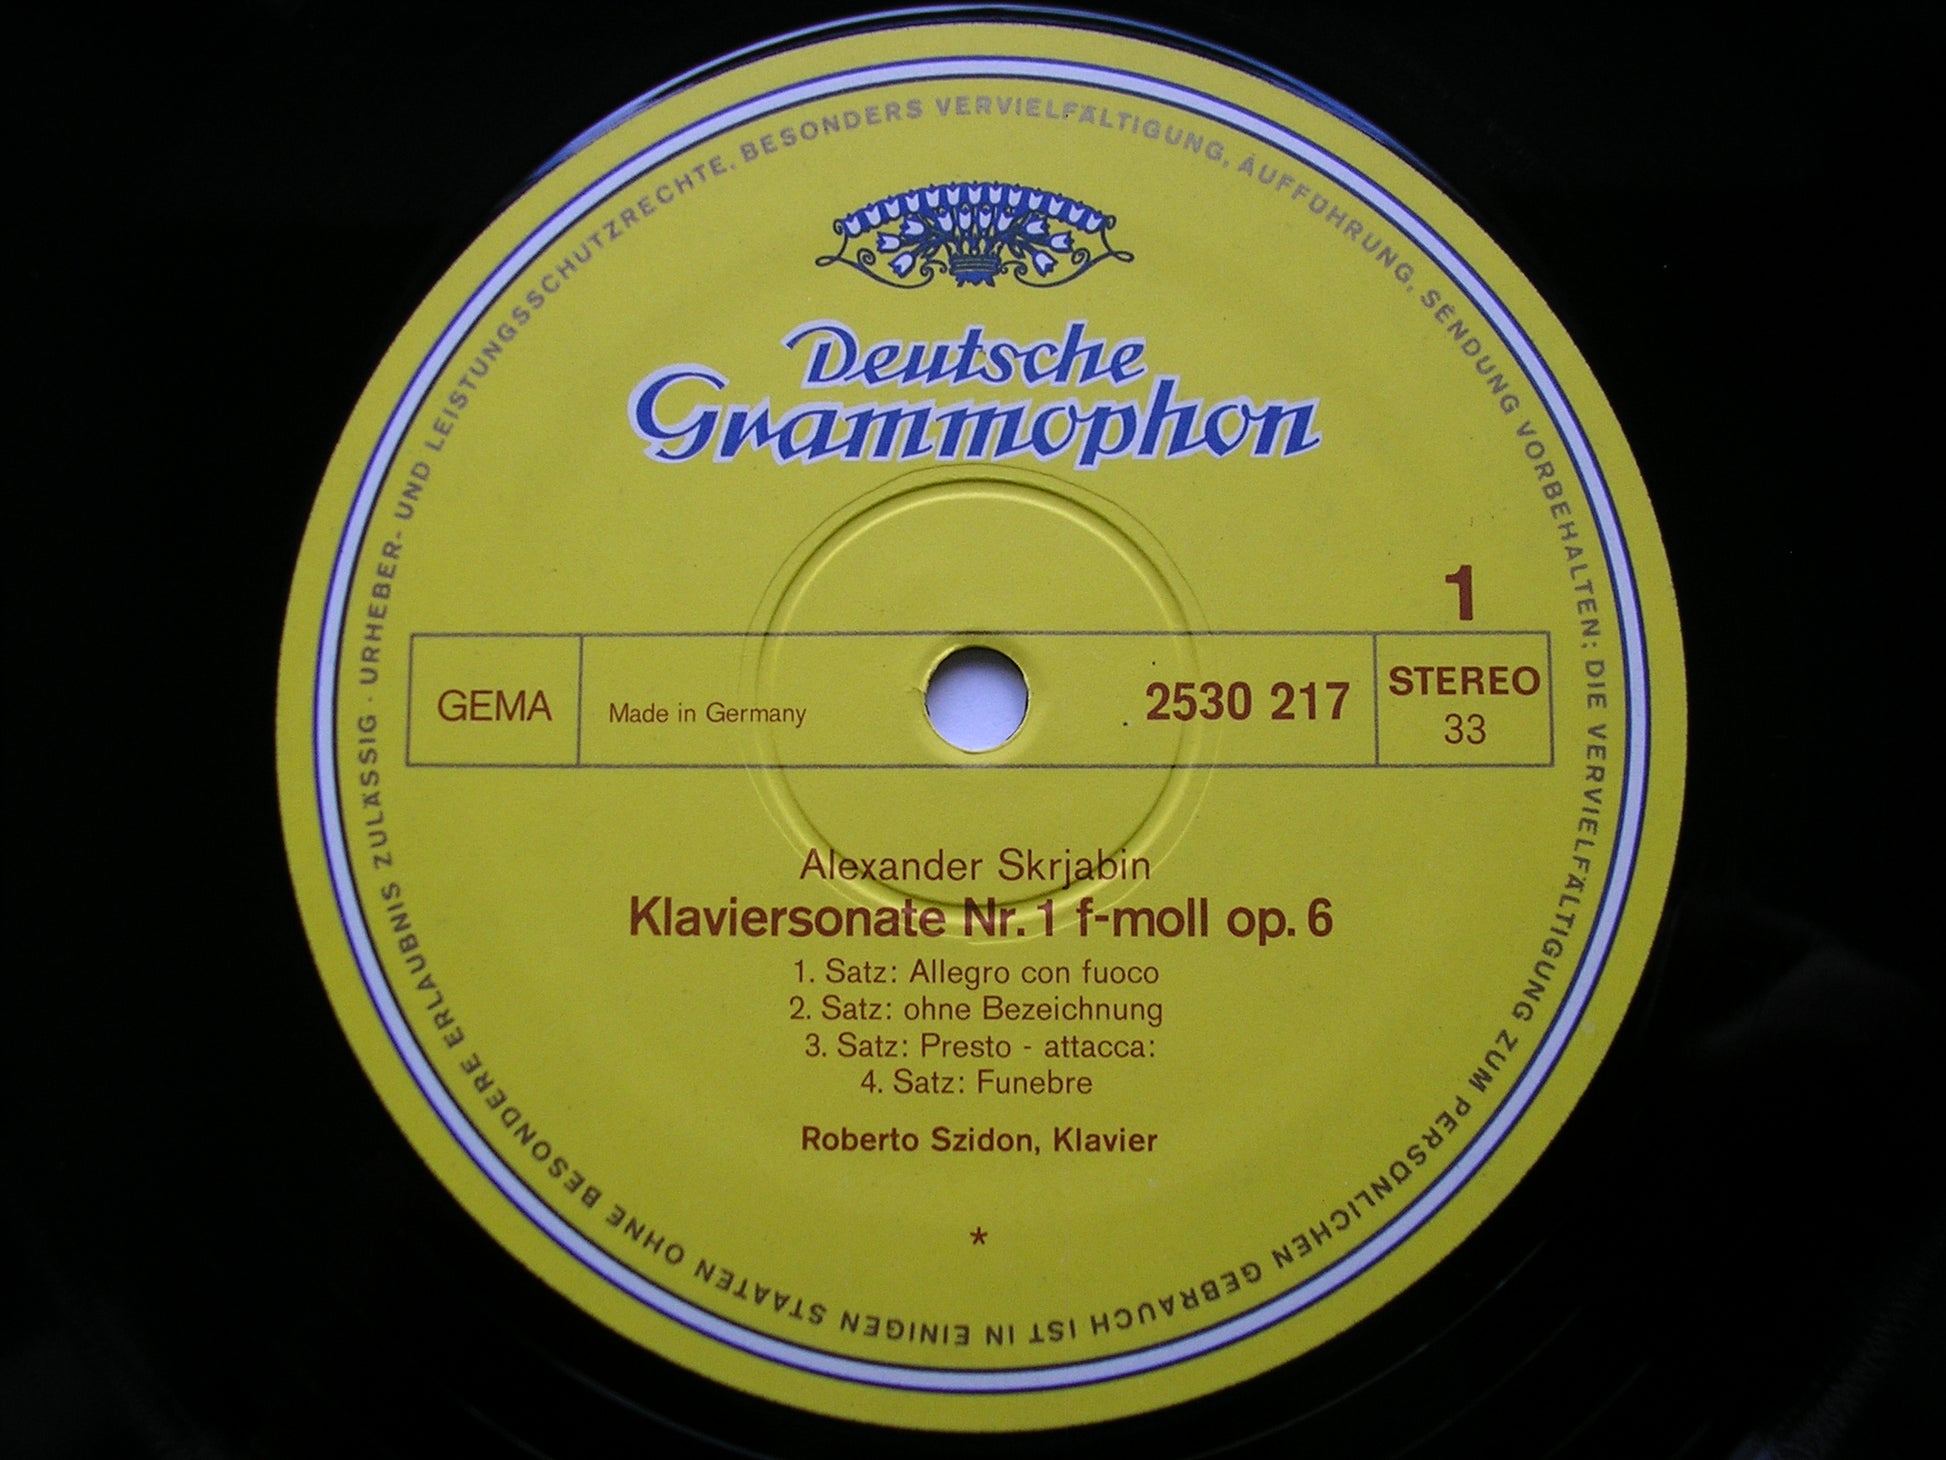 URHEBER- UND LEISTUNGSSCHUTZRECHTE, BESONDERS VERVIELFÄLTIGUNG, AUFFÜHRUNG, SENDUNG VORBEHALTEN; DIE VERVIELFÄLTIGUNG ZUM PERSÖNLICHEN GEBRAUCH IST IN EINIGEN STAATEN OHNE BESONDERE ERLAUBNIS ZULÄSSIG ·
Deutsche
Grammophon
1
GEMA
Made in Germany
2530 217
STEREO
33
Alexander Skrjabin
Klaviersonate Nr. 1 f-moll op. 6
1. Satz: Allegro con fuoco
2. Satz: ohne Bezeichnung
3. Satz: Presto - attacca:
4. Satz: Funebre
Roberto Szidon, Klavier
*